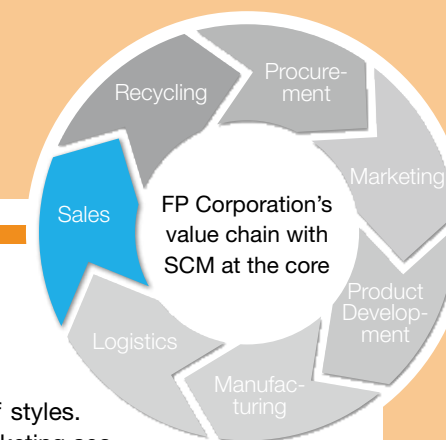 Procure-
ment
Recycling
Marketing
Sales
FP Corporation's
value chain with
SCM at the core
Product
Develop-
ment
Logistics
Manufac-
turing
styles.